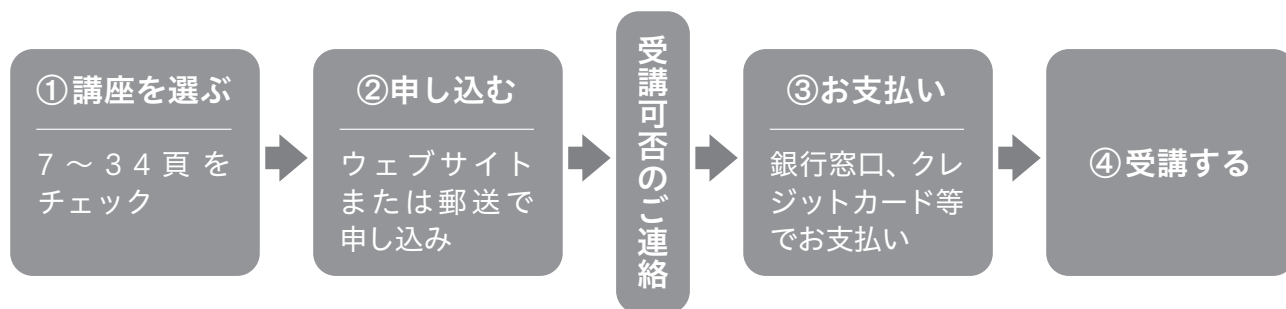 ①講座を選ぶ
7～34頁を
チェック
②申し込む
ウェブサイト
または郵送で
申し込み
受講可否のご連絡
③お支払い
銀行窓口、クレ
ジットカード等
でお支払い
④受講する